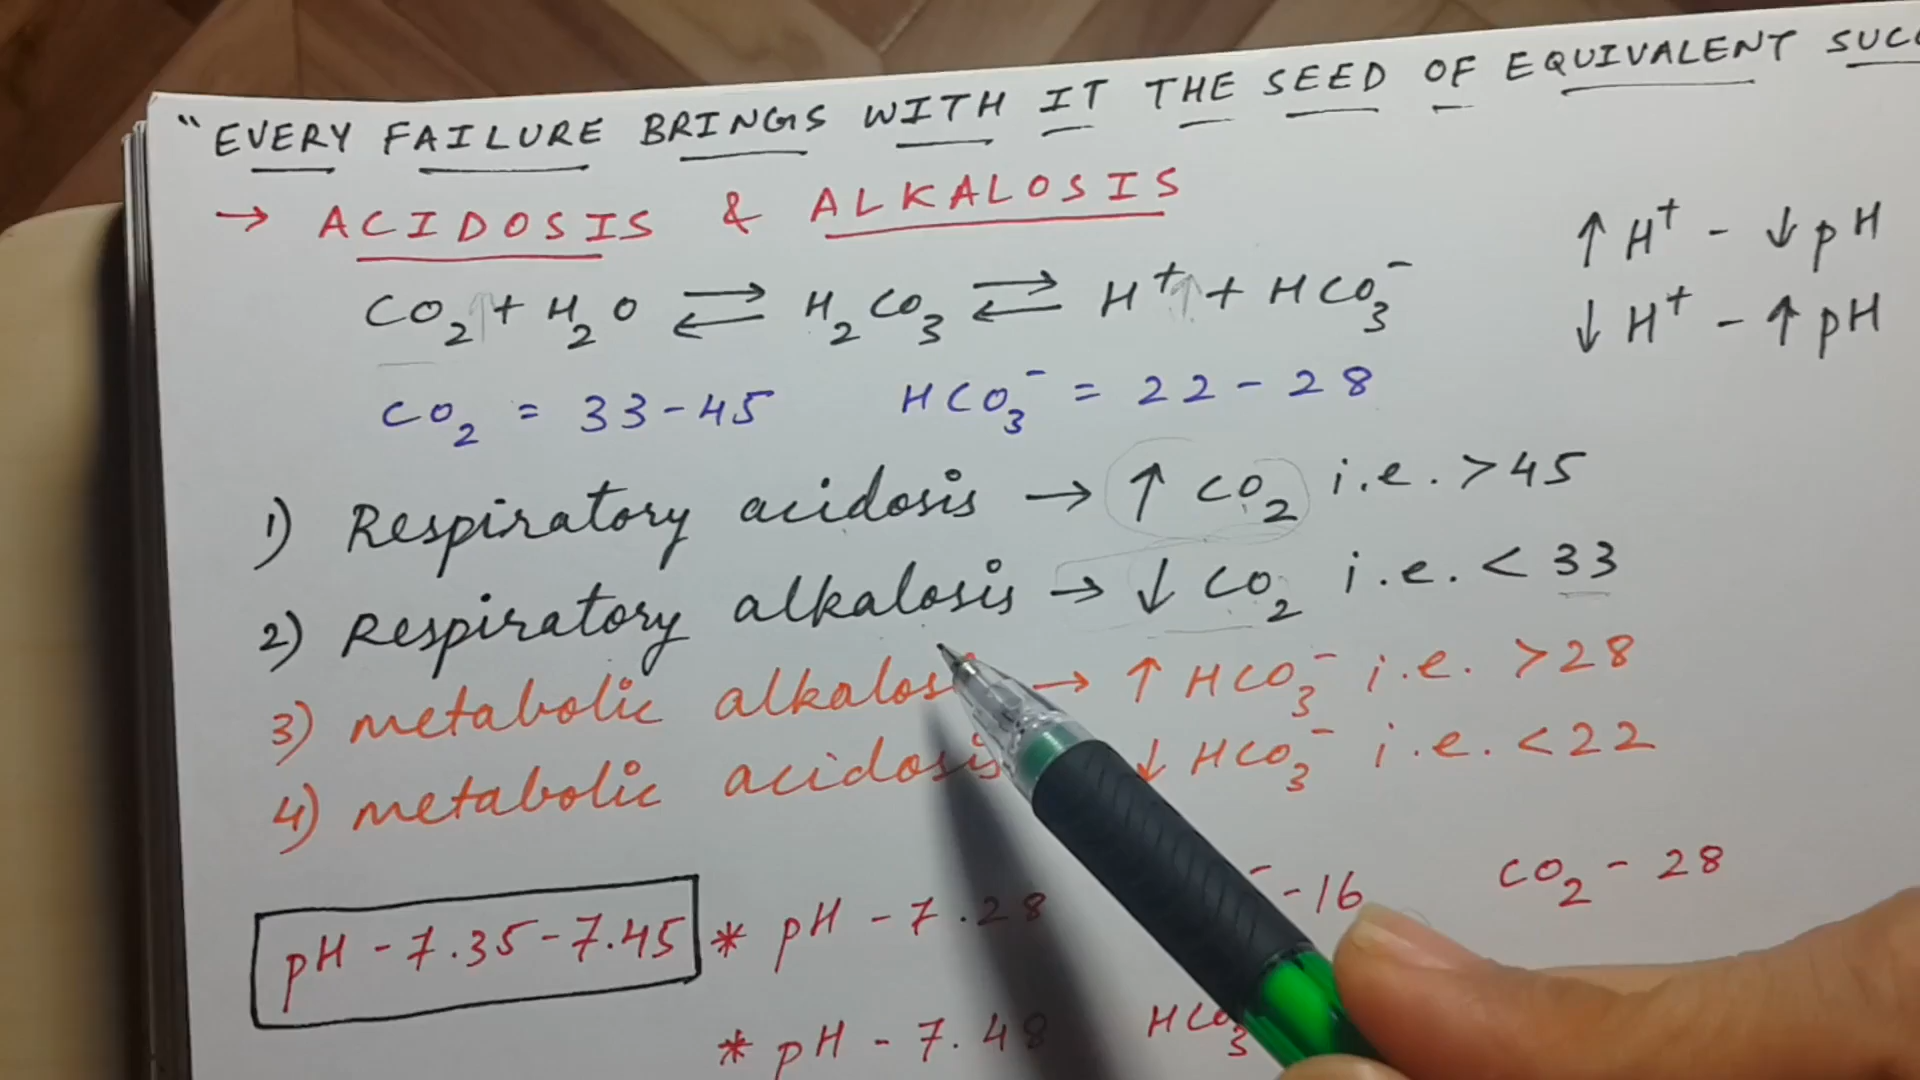 "EVERY FAILURE BRINGS WITH IT THE SEED OF EQUIVALENT SUCC
→ ACIDOSIS & ALKALOSIS
↑ H⁺ - ↓ pH
CO₂↑ + H₂O ⇌ H₂CO₃ ⇌ H⁺↑ + HCO₃⁻
↓ H⁺ - ↑ pH
CO₂ = 33-45 HCO₃⁻ = 22-28
1) Respiratory acidosis → ↑ CO₂ i.e. >45
2) Respiratory alkalosis → ↓ CO₂ i.e. < 33
3) metabolic alkalosis → ↑ HCO₃⁻ i.e. >28
4) metabolic acidosis ↓ HCO₃⁻ i.e. <22
pH - 7.35-7.45 * pH - 7.28 ⁻ -16 CO₂ - 28
* pH - 7.48 HCO₃